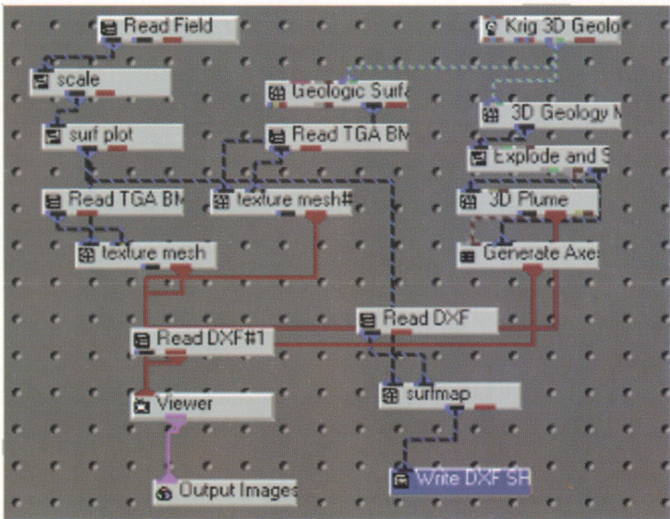 Read Field
Krig 3D Geolo
scale
Geologic Surfa
3D Geology M
surf plot
Read TGA BM
Explode and S
Read TGA BM
texture mesh#
3D Plume
texture mesh
Generate Axes
Read DXF
Read DXF#1
surfmap
Viewer
Write DXF SH
Output Images